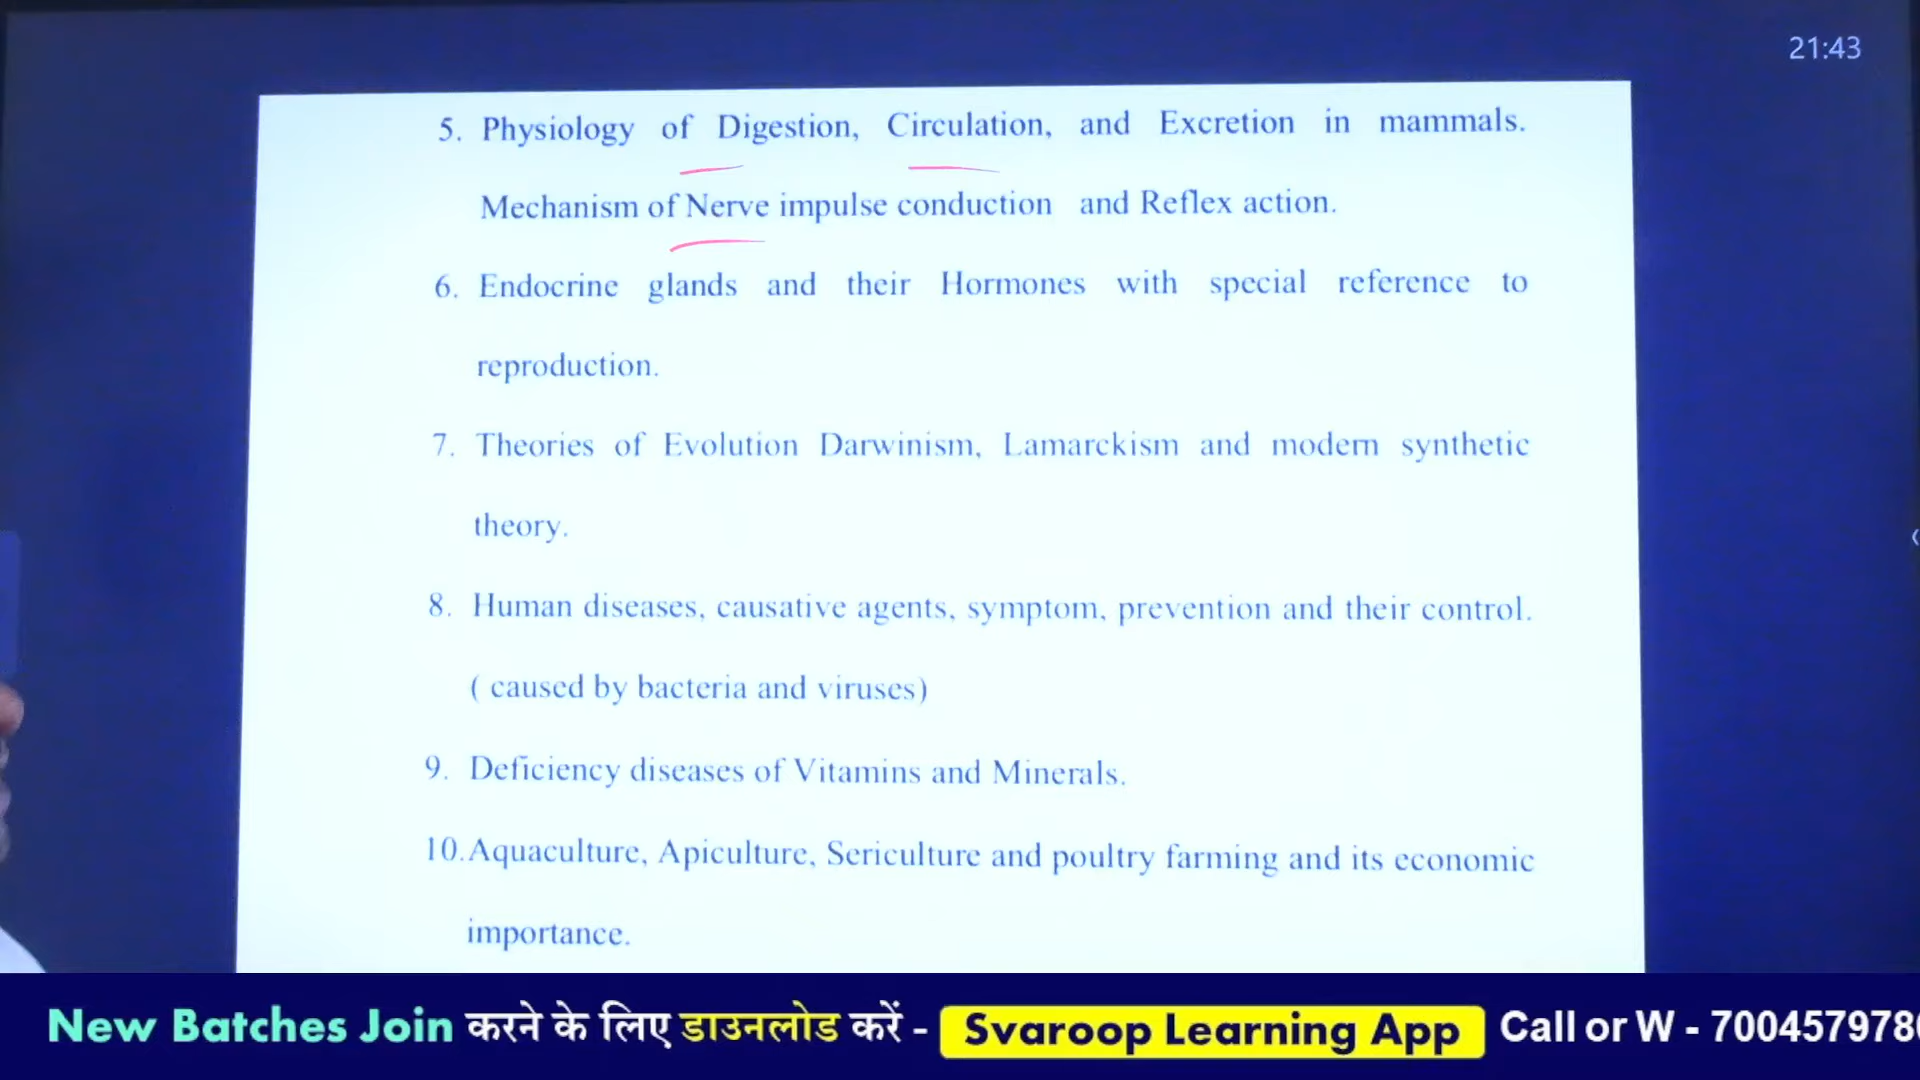 21:43
5. Physiology of Digestion, Circulation, and Excretion in mammals.
Mechanism of Nerve impulse conduction and Reflex action.
6. Endocrine glands and their Hormones with special reference to
reproduction.
7. Theories of Evolution Darwinism, Lamarckism and modern synthetic
theory.
8. Human diseases, causative agents, symptom, prevention and their control.
( caused by bacteria and viruses)
9. Deficiency diseases of Vitamins and Minerals.
10. Aquaculture, Apiculture, Sericulture and poultry farming and its economic
importance.
New Batches Join करने के लिए डाउनलोड करें - Svaroop Learning App Call or W - 700457978